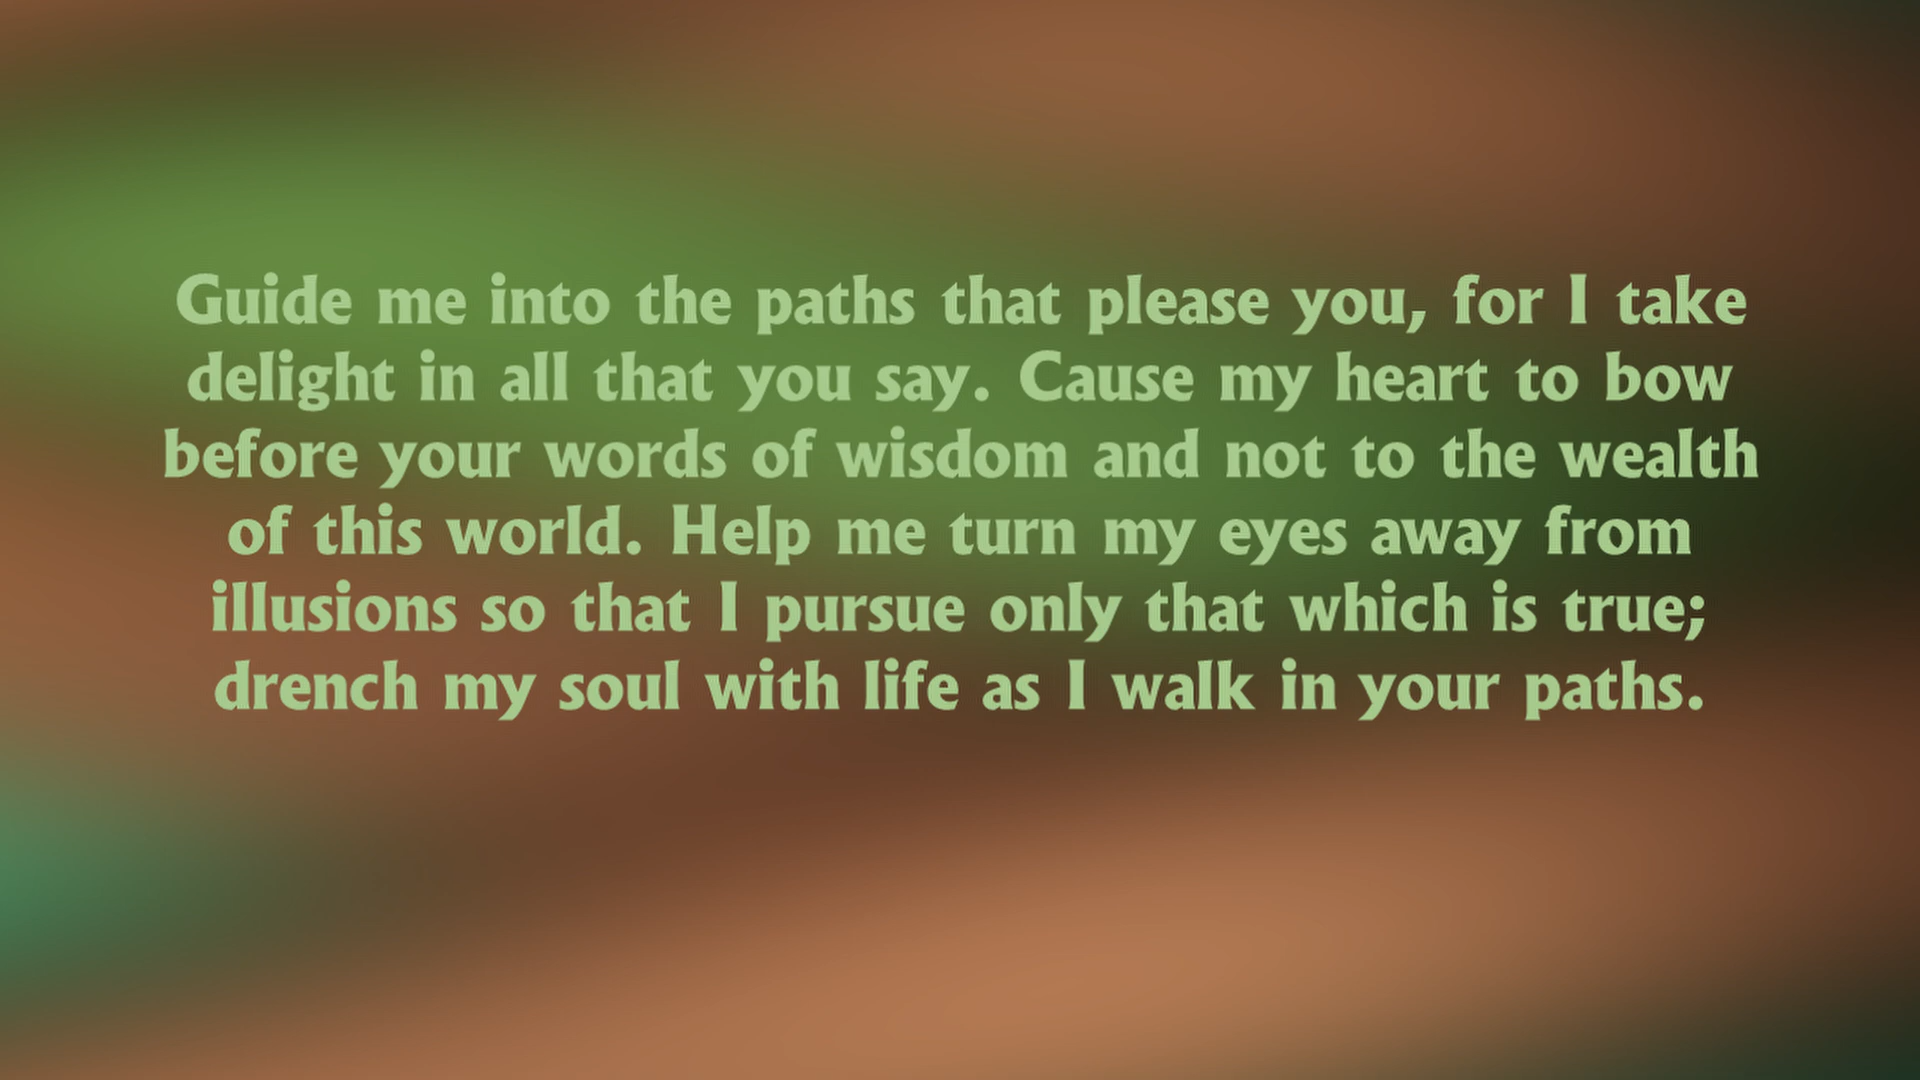 Guide me into the paths that please you, for I take
delight in all that you say. Cause my heart to bow
before your words of wisdom and not to the wealth
of this world. Help me turn my eyes away from
illusions so that I pursue only that which is true;
drench my soul with life as I walk in your paths.